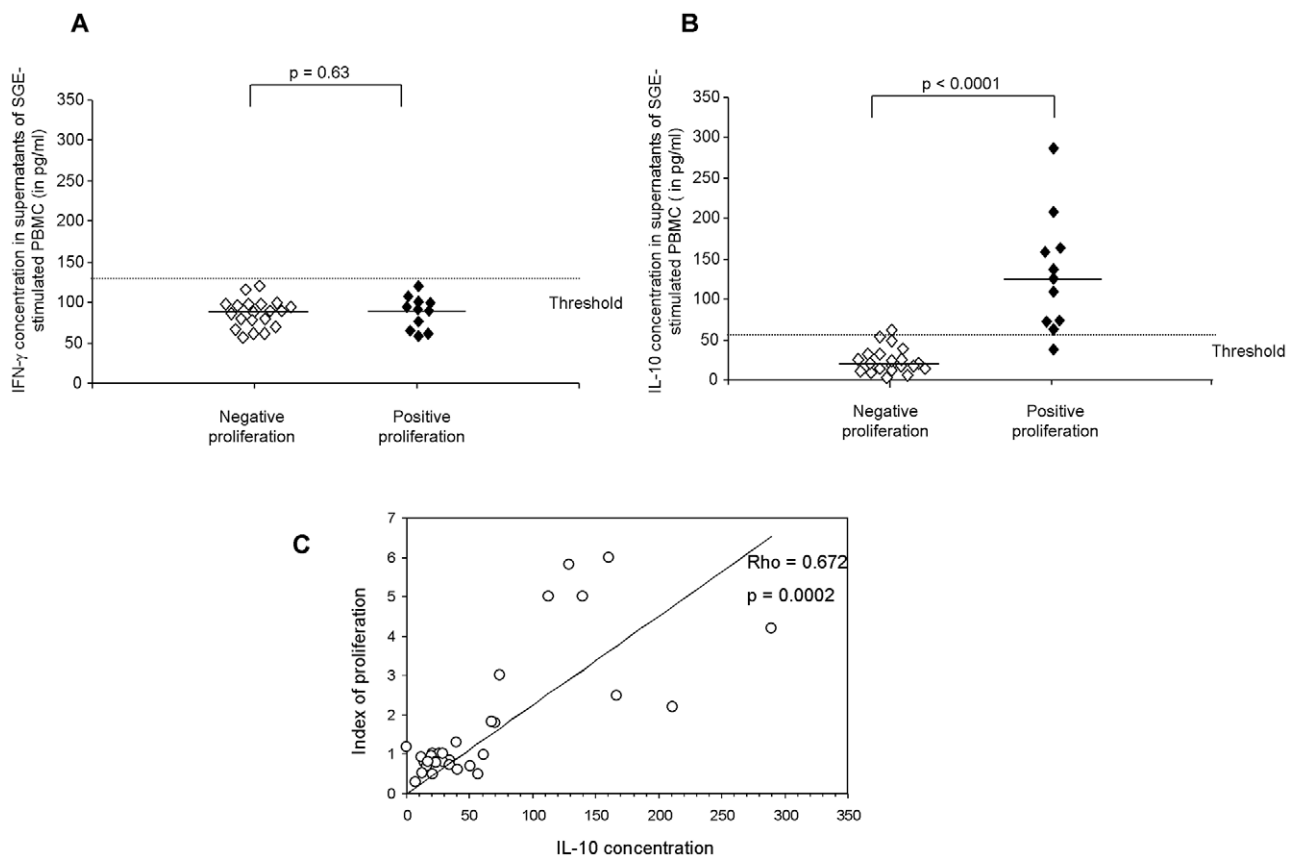 A
p = 0.63
IFN-γ concentration in supernatants of SGE-
stimulated PBMC (in pg/ml)
350
300
250
200
150
100
50
0
Threshold
Negative
proliferation
Positive
proliferation
B
p < 0.0001
IL-10 concentration in supernatants of SGE-
stimulated PBMC ( in pg/ml)
350
300
250
200
150
100
50
0
Threshold
Negative
proliferation
Positive
proliferation
C
Index of proliferation
7
6
5
4
3
2
1
0
Rho = 0.672
p = 0.0002
0 50 100 150 200 250 300 350
IL-10 concentration